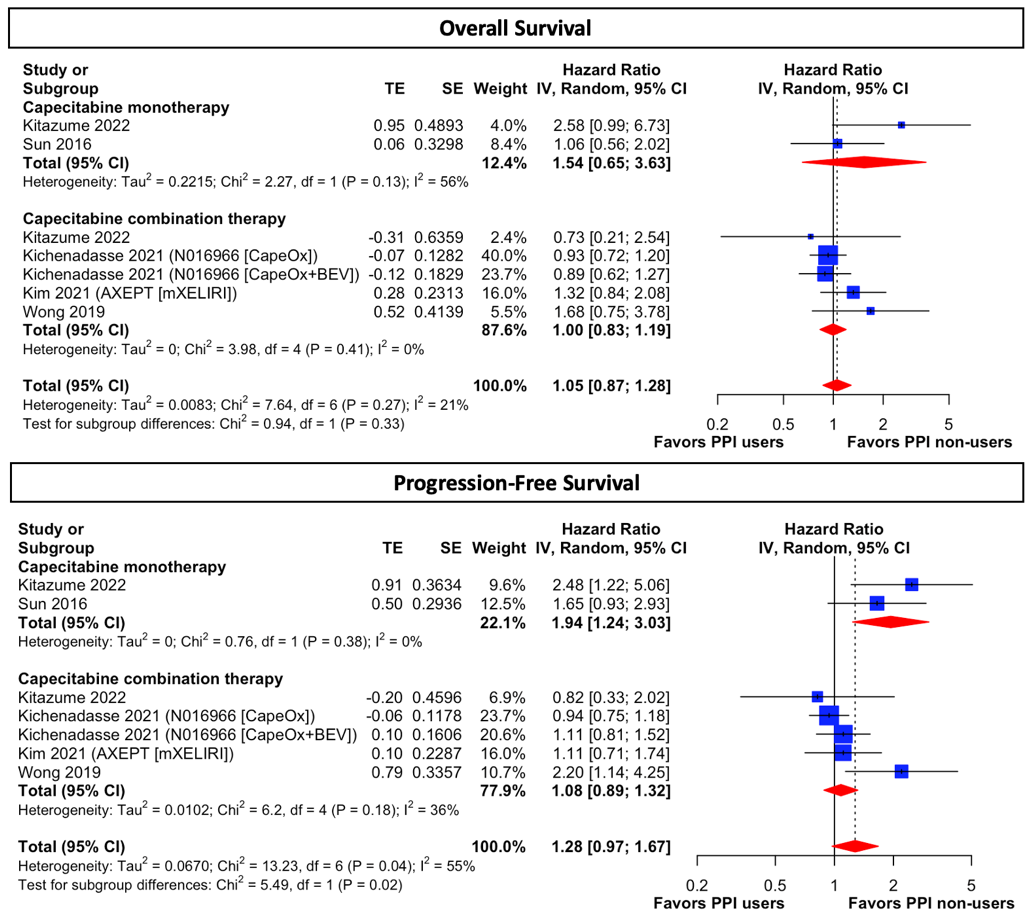 Overall Survival
Study or Hazard Ratio Hazard Ratio
Subgroup TE SE Weight IV, Random, 95% CI IV, Random, 95% CI
Capecitabine monotherapy
Kitazume 2022 0.95 0.4893 4.0% 2.58 [0.99; 6.73]
Sun 2016 0.06 0.3298 8.4% 1.06 [0.56; 2.02]
Total (95% CI) 12.4% 1.54 [0.65; 3.63]
Heterogeneity: Tau² = 0.2215; Chi² = 2.27, df = 1 (P = 0.13); I² = 56%
Capecitabine combination therapy
Kitazume 2022 -0.31 0.6359 2.4% 0.73 [0.21; 2.54]
Kichenadasse 2021 (N016966 [CapeOx]) -0.07 0.1282 40.0% 0.93 [0.72; 1.20]
Kichenadasse 2021 (N016966 [CapeOx+BEV]) -0.12 0.1829 23.7% 0.89 [0.62; 1.27]
Kim 2021 (AXEPT [mXELIRI]) 0.28 0.2313 16.0% 1.32 [0.84; 2.08]
Wong 2019 0.52 0.4139 5.5% 1.68 [0.75; 3.78]
Total (95% CI) 87.6% 1.00 [0.83; 1.19]
Heterogeneity: Tau² = 0; Chi² = 3.98, df = 4 (P = 0.41); I² = 0%
Total (95% CI) 100.0% 1.05 [0.87; 1.28]
Heterogeneity: Tau² = 0.0083; Chi² = 7.64, df = 6 (P = 0.27); I² = 21%
Test for subgroup differences: Chi² = 0.94, df = 1 (P = 0.33)
0.2 0.5 1 2 5
Favors PPI users Favors PPI non-users
Progression-Free Survival
Study or Hazard Ratio Hazard Ratio
Subgroup TE SE Weight IV, Random, 95% CI IV, Random, 95% CI
Capecitabine monotherapy
Kitazume 2022 0.91 0.3634 9.6% 2.48 [1.22; 5.06]
Sun 2016 0.50 0.2936 12.5% 1.65 [0.93; 2.93]
Total (95% CI) 22.1% 1.94 [1.24; 3.03]
Heterogeneity: Tau² = 0; Chi² = 0.76, df = 1 (P = 0.38); I² = 0%
Capecitabine combination therapy
Kitazume 2022 -0.20 0.4596 6.9% 0.82 [0.33; 2.02]
Kichenadasse 2021 (N016966 [CapeOx]) -0.06 0.1178 23.7% 0.94 [0.75; 1.18]
Kichenadasse 2021 (N016966 [CapeOx+BEV]) 0.10 0.1606 20.6% 1.11 [0.81; 1.52]
Kim 2021 (AXEPT [mXELIRI]) 0.10 0.2287 16.0% 1.11 [0.71; 1.74]
Wong 2019 0.79 0.3357 10.7% 2.20 [1.14; 4.25]
Total (95% CI) 77.9% 1.08 [0.89; 1.32]
Heterogeneity: Tau² = 0.0102; Chi² = 6.2, df = 4 (P = 0.18); I² = 36%
Total (95% CI) 100.0% 1.28 [0.97; 1.67]
Heterogeneity: Tau² = 0.0670; Chi² = 13.23, df = 6 (P = 0.04); I² = 55%
Test for subgroup differences: Chi² = 5.49, df = 1 (P = 0.02)
0.2 0.5 1 2 5
Favors PPI users Favors PPI non-users